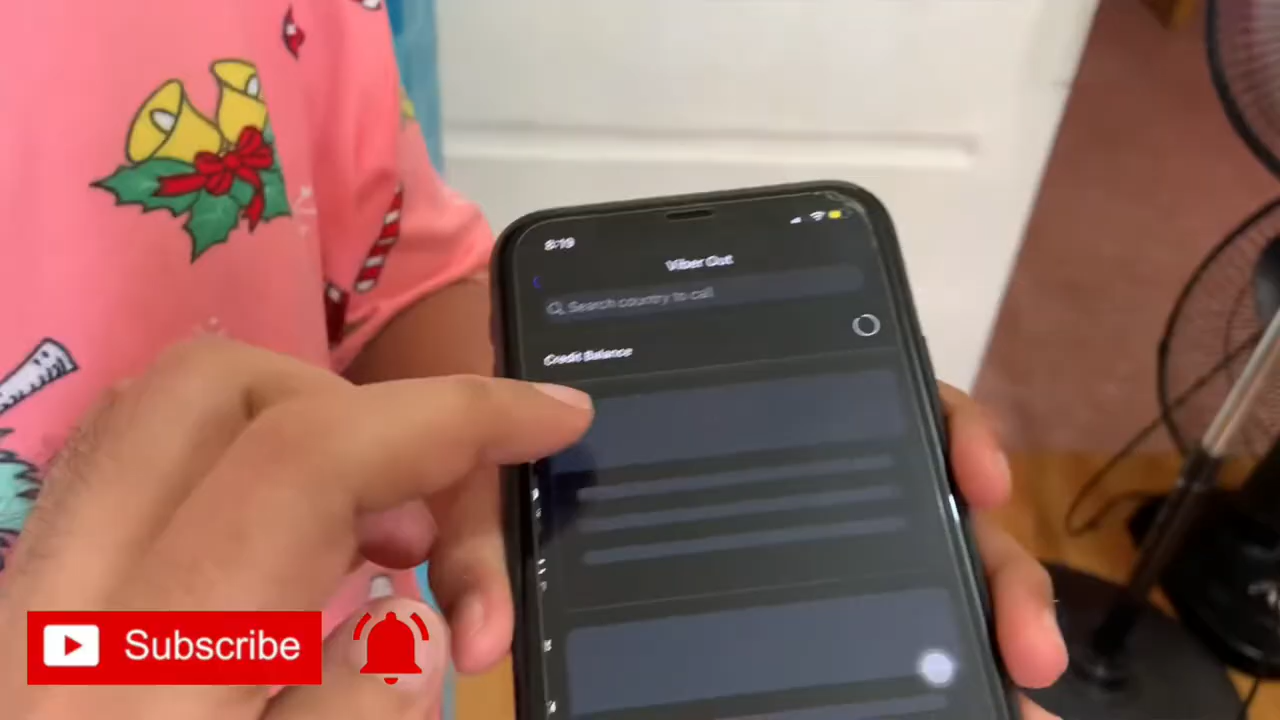 8:19
Viber Out
Search country to call
Credit Balance
Subscribe